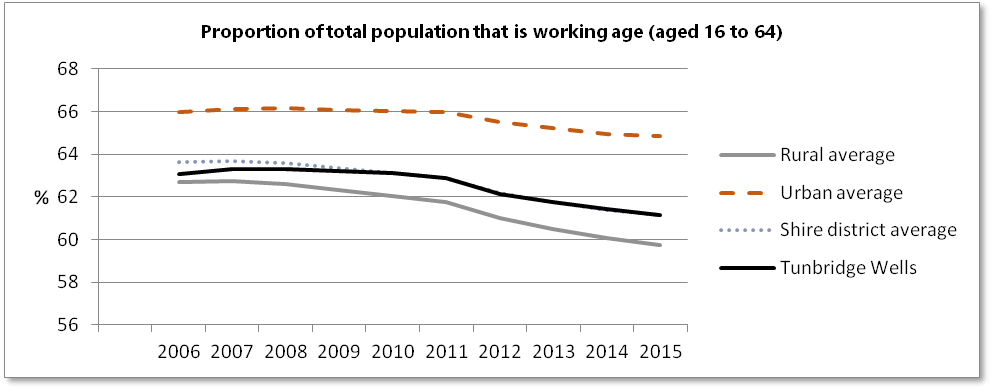 Proportion of total population that is working age (aged 16 to 64)
68
66
64
62
60
58
56
%
2006 2007 2008 2009 2010 2011 2012 2013 2014 2015
Rural average
Urban average
Shire district average
Tunbridge Wells